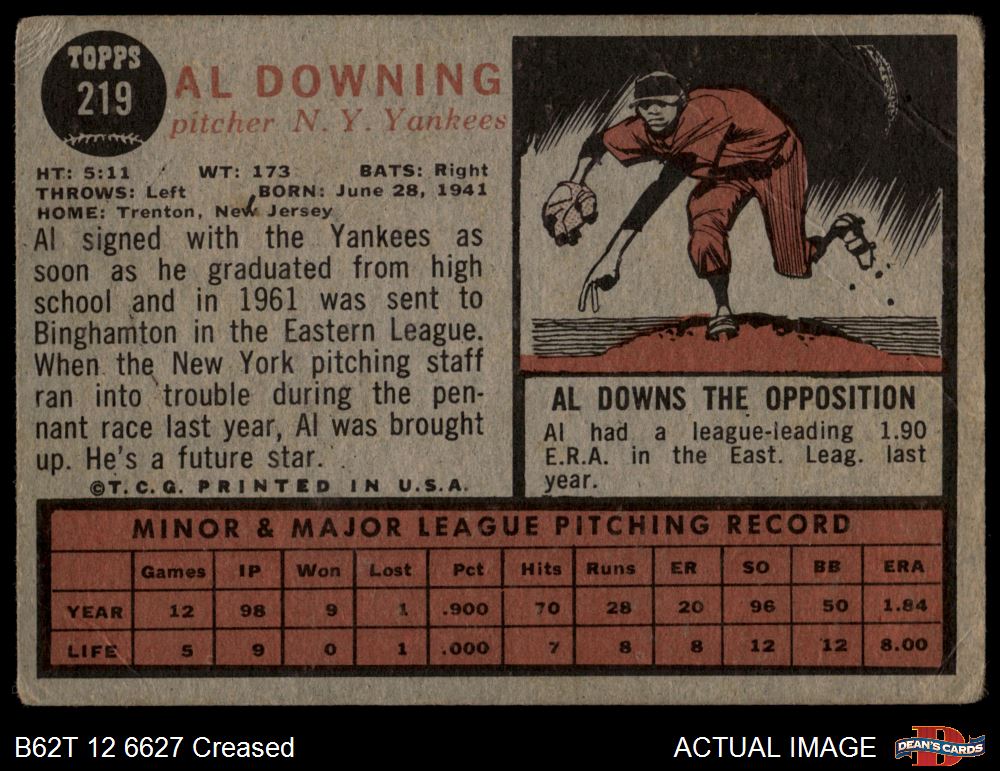 TOPPS
219
AL DOWNING
pitcher N. Y. Yankees
HT: 5:11 WT: 173 BATS: Right
THROWS: Left BORN: June 28, 1941
HOME: Trenton, New Jersey
Al signed with the Yankees as
soon as he graduated from high
school and in 1961 was sent to
Binghamton in the Eastern League.
When the New York pitching staff
ran into trouble during the pen-
nant race last year, Al was brought
up. He's a future star.
©T.C.G. PRINTED IN U.S.A.
AL DOWNS THE OPPOSITION
Al had a league-leading 1.90
E.R.A. in the East. Leag. last
year.
MINOR & MAJOR LEAGUE PITCHING RECORD
Games IP Won Lost Pct Hits Runs ER SO BB ERA
YEAR 12 98 9 1 .900 70 28 20 96 50 1.84
LIFE 5 9 0 1 .000 7 8 8 12 12 8.00
B62T 12 6627 Creased
ACTUAL IMAGE
DEAN'S CARDS